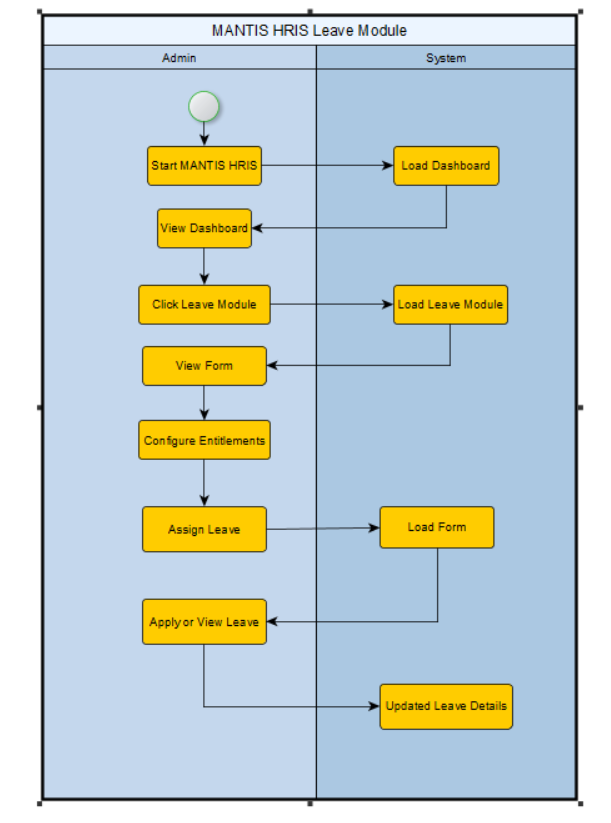 MANTIS HRIS Leave Module
Admin
System
Start MANTIS HRIS
Load Dashboard
View Dashboard
Click Leave Module
Load Leave Module
View Form
Configure Entitlements
Assign Leave
Load Form
Apply or View Leave
Updated Leave Details